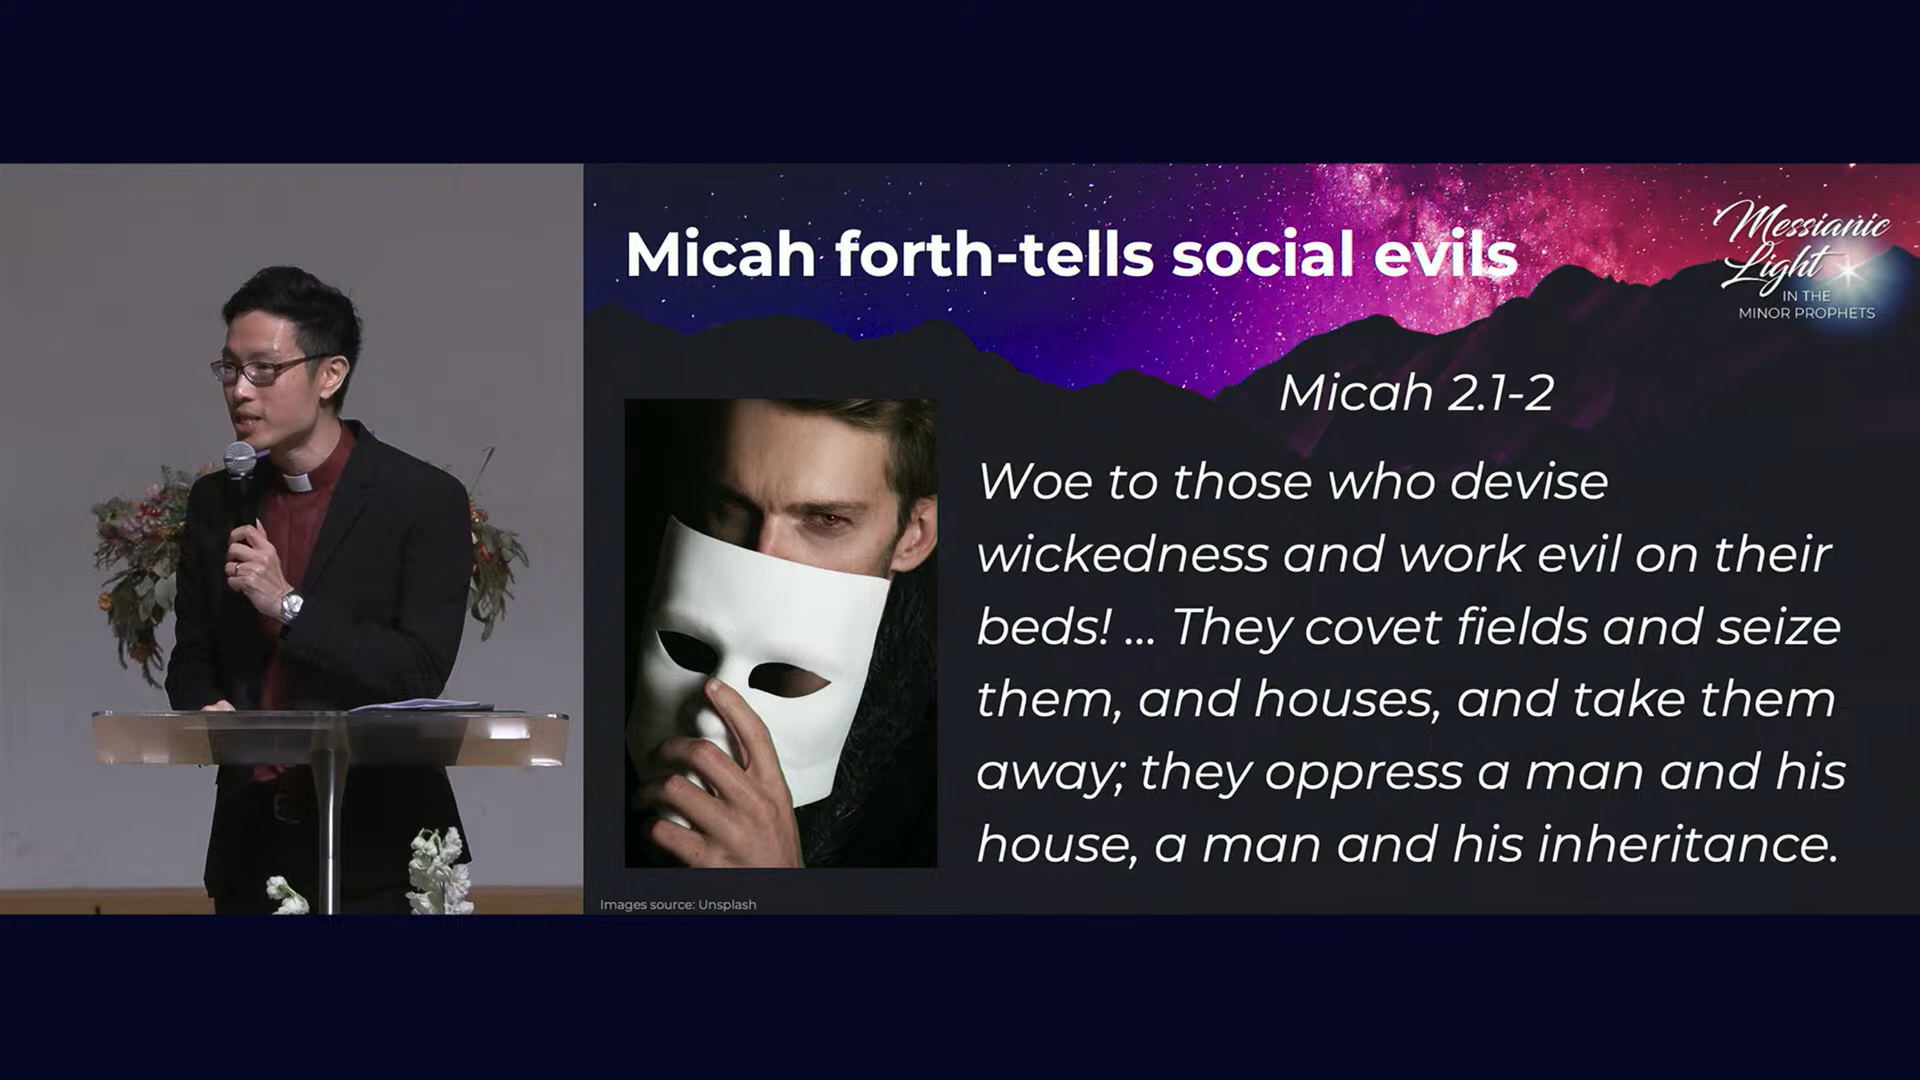 Micah forth-tells social evils
Messianic
Light
IN THE
MINOR PROPHETS
Micah 2.1-2
Woe to those who devise
wickedness and work evil on their
beds! ... They covet fields and seize
them, and houses, and take them
away; they oppress a man and his
house, a man and his inheritance.
Images source: Unsplash